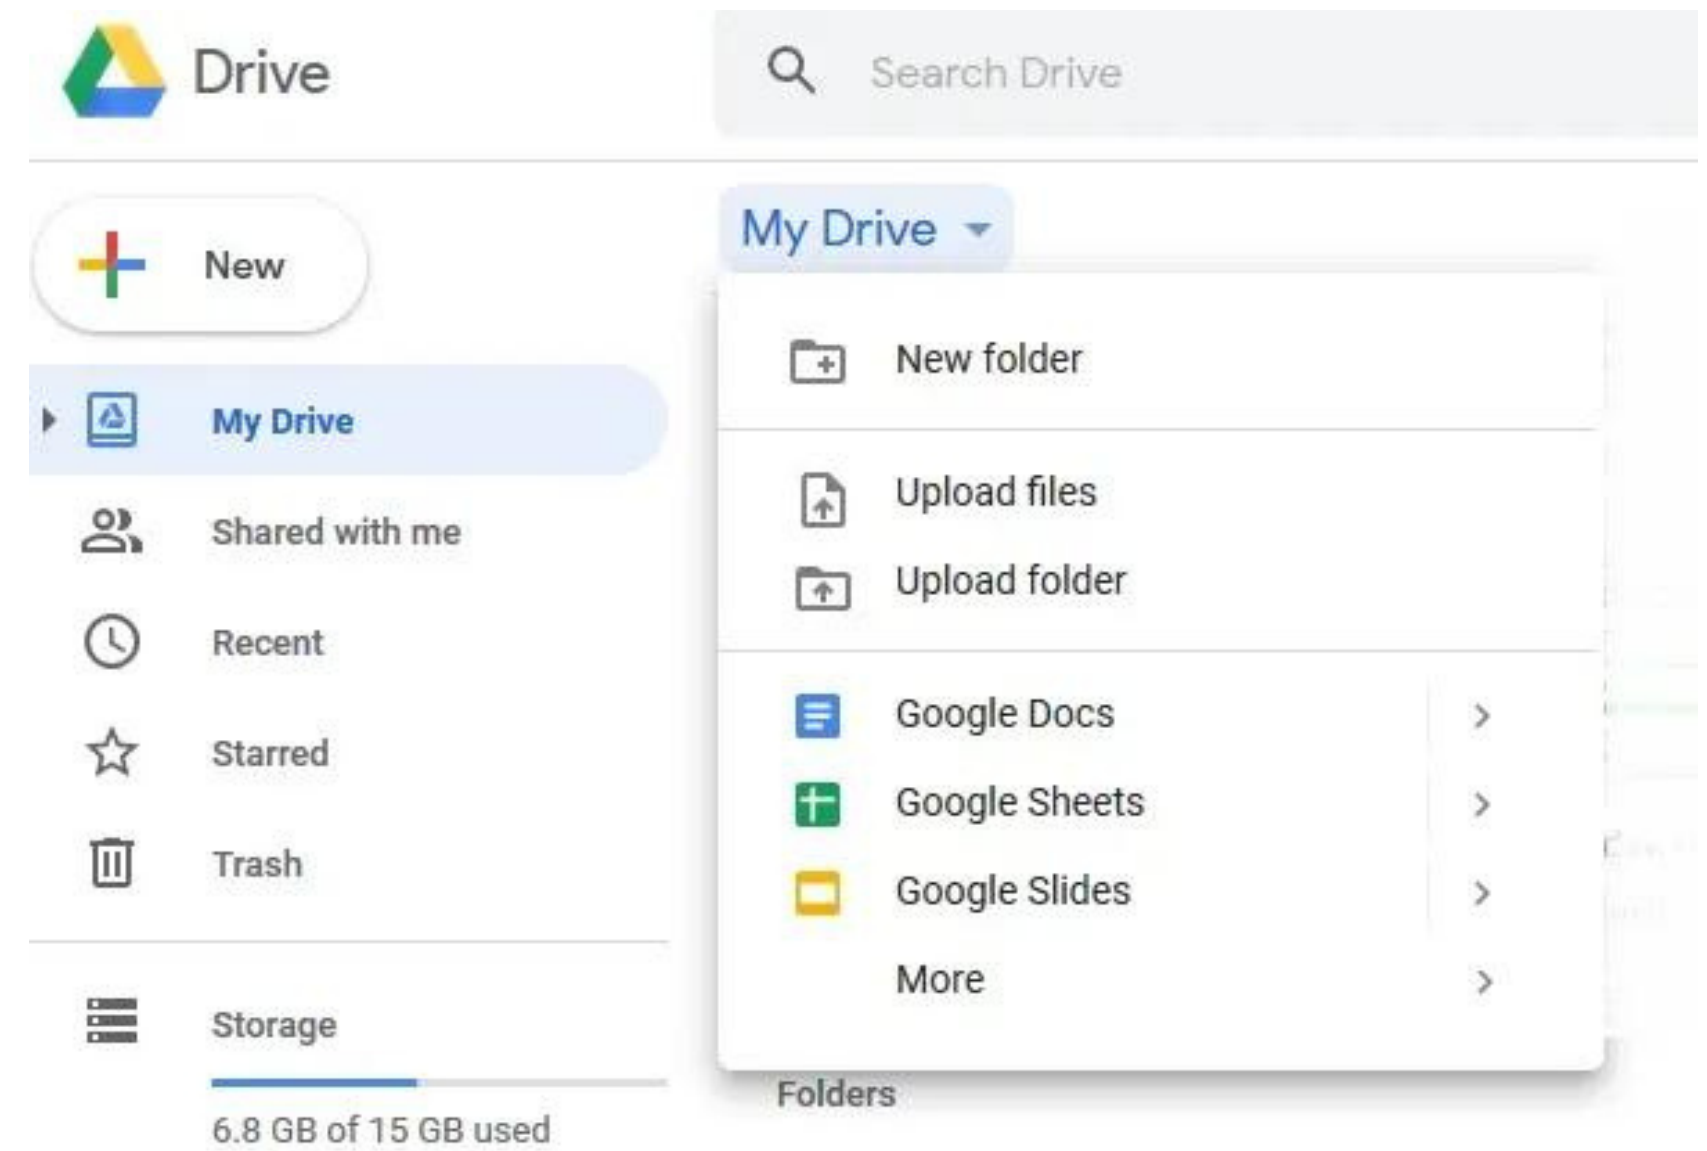 Drive
Search Drive
New
My Drive
Shared with me
Recent
Starred
Trash
Storage
6.8 GB of 15 GB used
My Drive
New folder
Upload files
Upload folder
Google Docs
Google Sheets
Google Slides
More
Folders